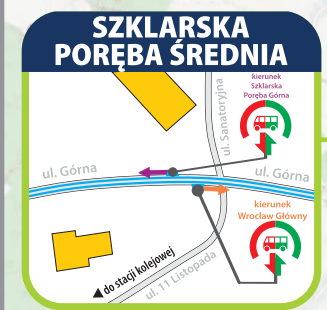 SZKLARSKA
PORĘBA ŚREDNIA
kierunek
Szklarska
Poręba Górna
ul. Sanatoryjna
ul. Górna
ul. Górna
kierunek
Wrocław Główny
▲ do stacji kolejowej
ul. 11 Listopada